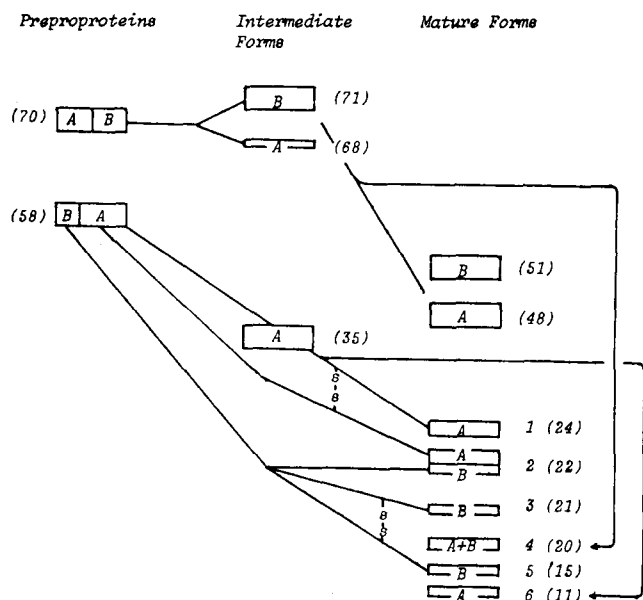 Preproteins Intermediate Forms Mature Forms
(70) A B
B (71)
A (68)
(58) B A
B (51)
A (48)
A (35)
s
s
A 1 (24)
A
B 2 (22)
s
s
B 3 (21)
A+B 4 (20)
B 5 (15)
A 6 (11)